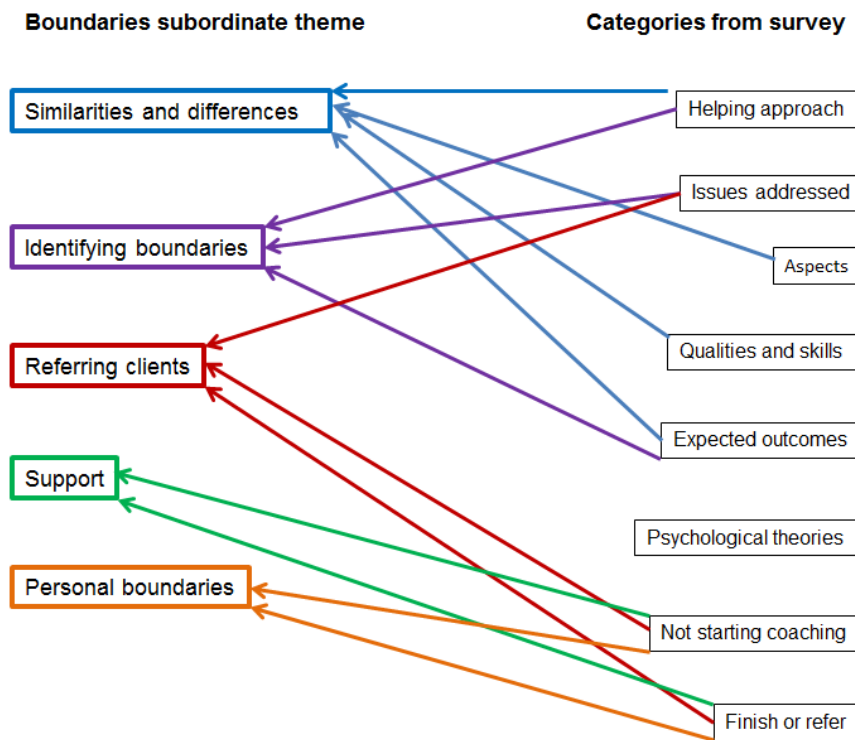 Boundaries subordinate theme
Categories from survey
Similarities and differences
Helping approach
Issues addressed
Identifying boundaries
Aspects
Qualities and skills
Referring clients
Expected outcomes
Support
Psychological theories
Personal boundaries
Not starting coaching
Finish or refer